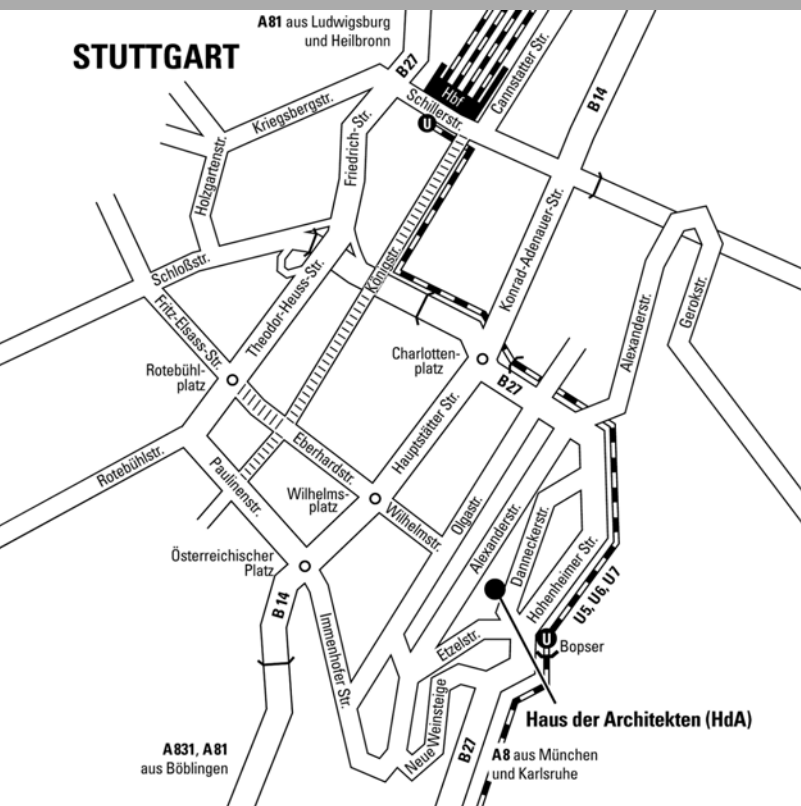 A81 aus Ludwigsburg
und Heilbronn
STUTTGART
B27
Hbf
Cannstatter Str.
B14
Schillerstr.
U
Kriegsbergstr.
Friedrich-Str.
Holzgartenstr.
Königstr.
Konrad-Adenauer-Str.
Schloßstr.
Theodor-Heuss-Str.
Fritz-Elsass-Str.
Alexanderstr.
Gerokstr.
Charlotten-
platz
B27
Rotebühl-
platz
Hauptstätter Str.
Eberhardstr.
Rotebühlstr.
Paulinenstr.
Wilhelms-
platz
Wilhelmstr.
Olgastr.
Alexanderstr.
Danneckerstr.
Hohenheimer Str.
U5, U6, U7
Österreichischer
Platz
B14
Immenhofer Str.
Etzelstr.
U
Bopser
Neue Weinsteige
Haus der Architekten (HdA)
B27
A831, A81
aus Böblingen
A8 aus München
und Karlsruhe